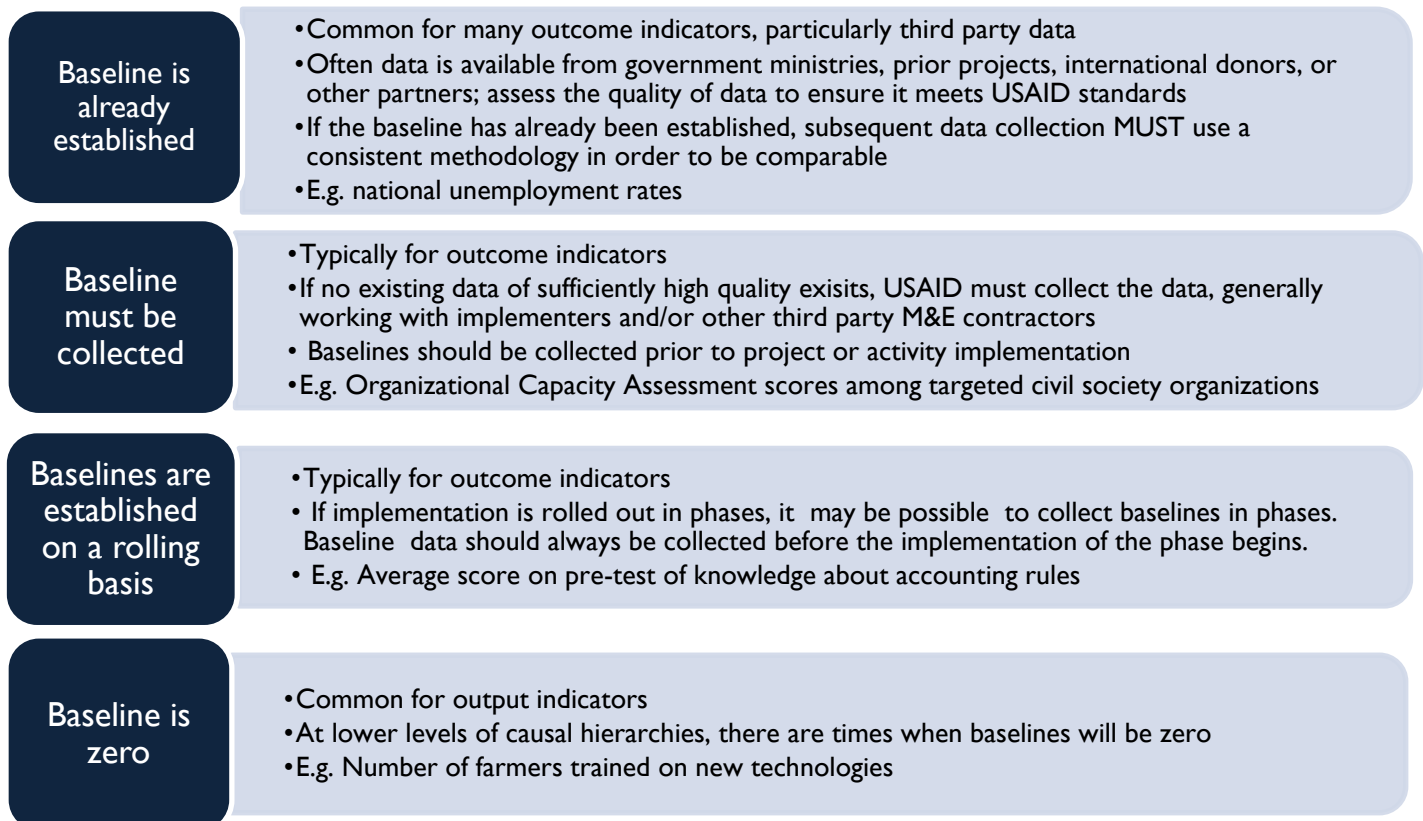 Baseline is
already
established
•Common for many outcome indicators, particularly third party data
•Often data is available from government ministries, prior projects, international donors, or
other partners; assess the quality of data to ensure it meets USAID standards
•If the baseline has already been established, subsequent data collection MUST use a
consistent methodology in order to be comparable
•E.g. national unemployment rates
Baseline
must be
collected
•Typically for outcome indicators
•If no existing data of sufficiently high quality exisits, USAID must collect the data, generally
working with implementers and/or other third party M&E contractors
• Baselines should be collected prior to project or activity implementation
•E.g. Organizational Capacity Assessment scores among targeted civil society organizations
Baselines are
established
on a rolling
basis
•Typically for outcome indicators
• If implementation is rolled out in phases, it may be possible to collect baselines in phases.
Baseline data should always be collected before the implementation of the phase begins.
• E.g. Average score on pre-test of knowledge about accounting rules
Baseline is
zero
•Common for output indicators
•At lower levels of causal hierarchies, there are times when baselines will be zero
•E.g. Number of farmers trained on new technologies